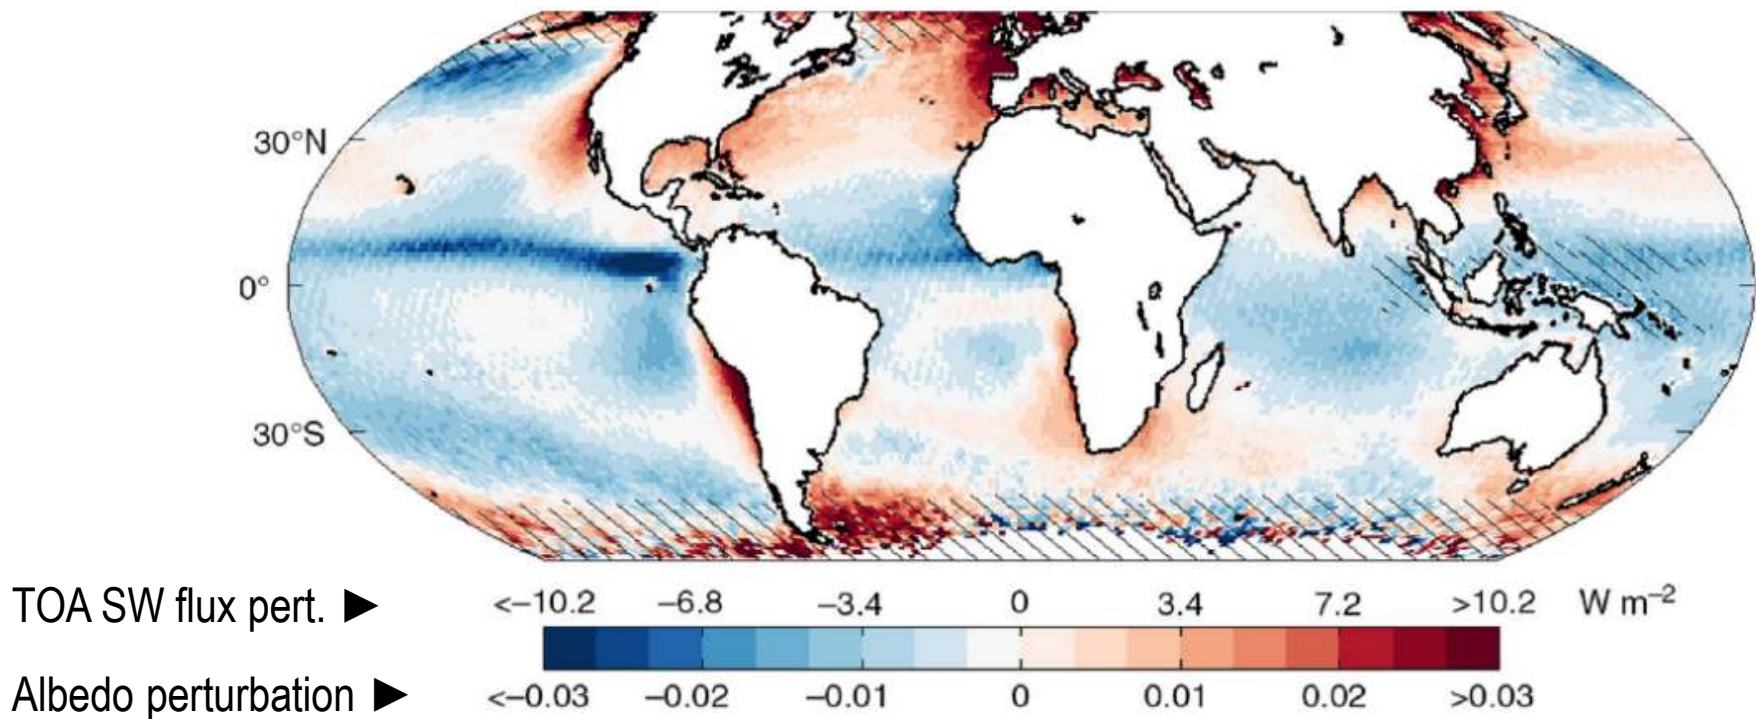 30°N
0°
30°S
TOA SW flux pert. ► <–10.2 –6.8 –3.4 0 3.4 7.2 >10.2 W m⁻²
Albedo perturbation ► <–0.03 –0.02 –0.01 0 0.01 0.02 >0.03